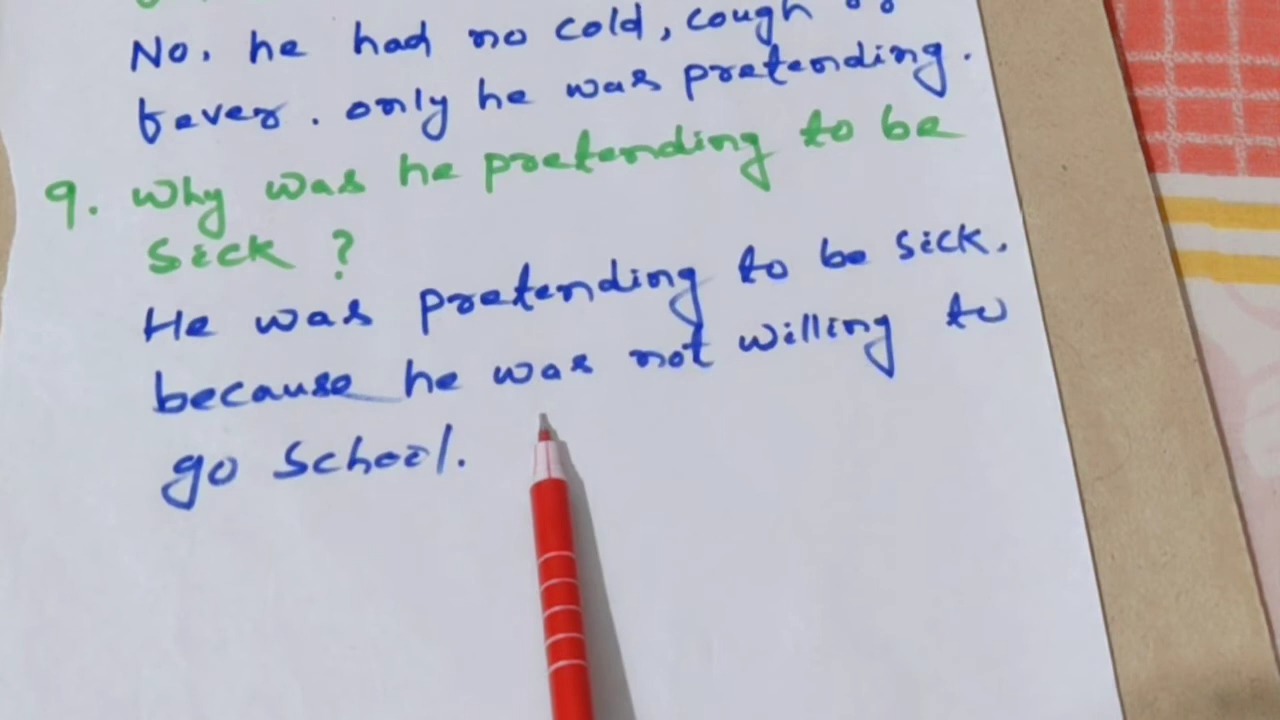 No, he had no cold, cough
fever. only he was pretending.
9. Why was he pretending to be
Sick ?
He was pretending to be sick.
because he was not willing to
go School.